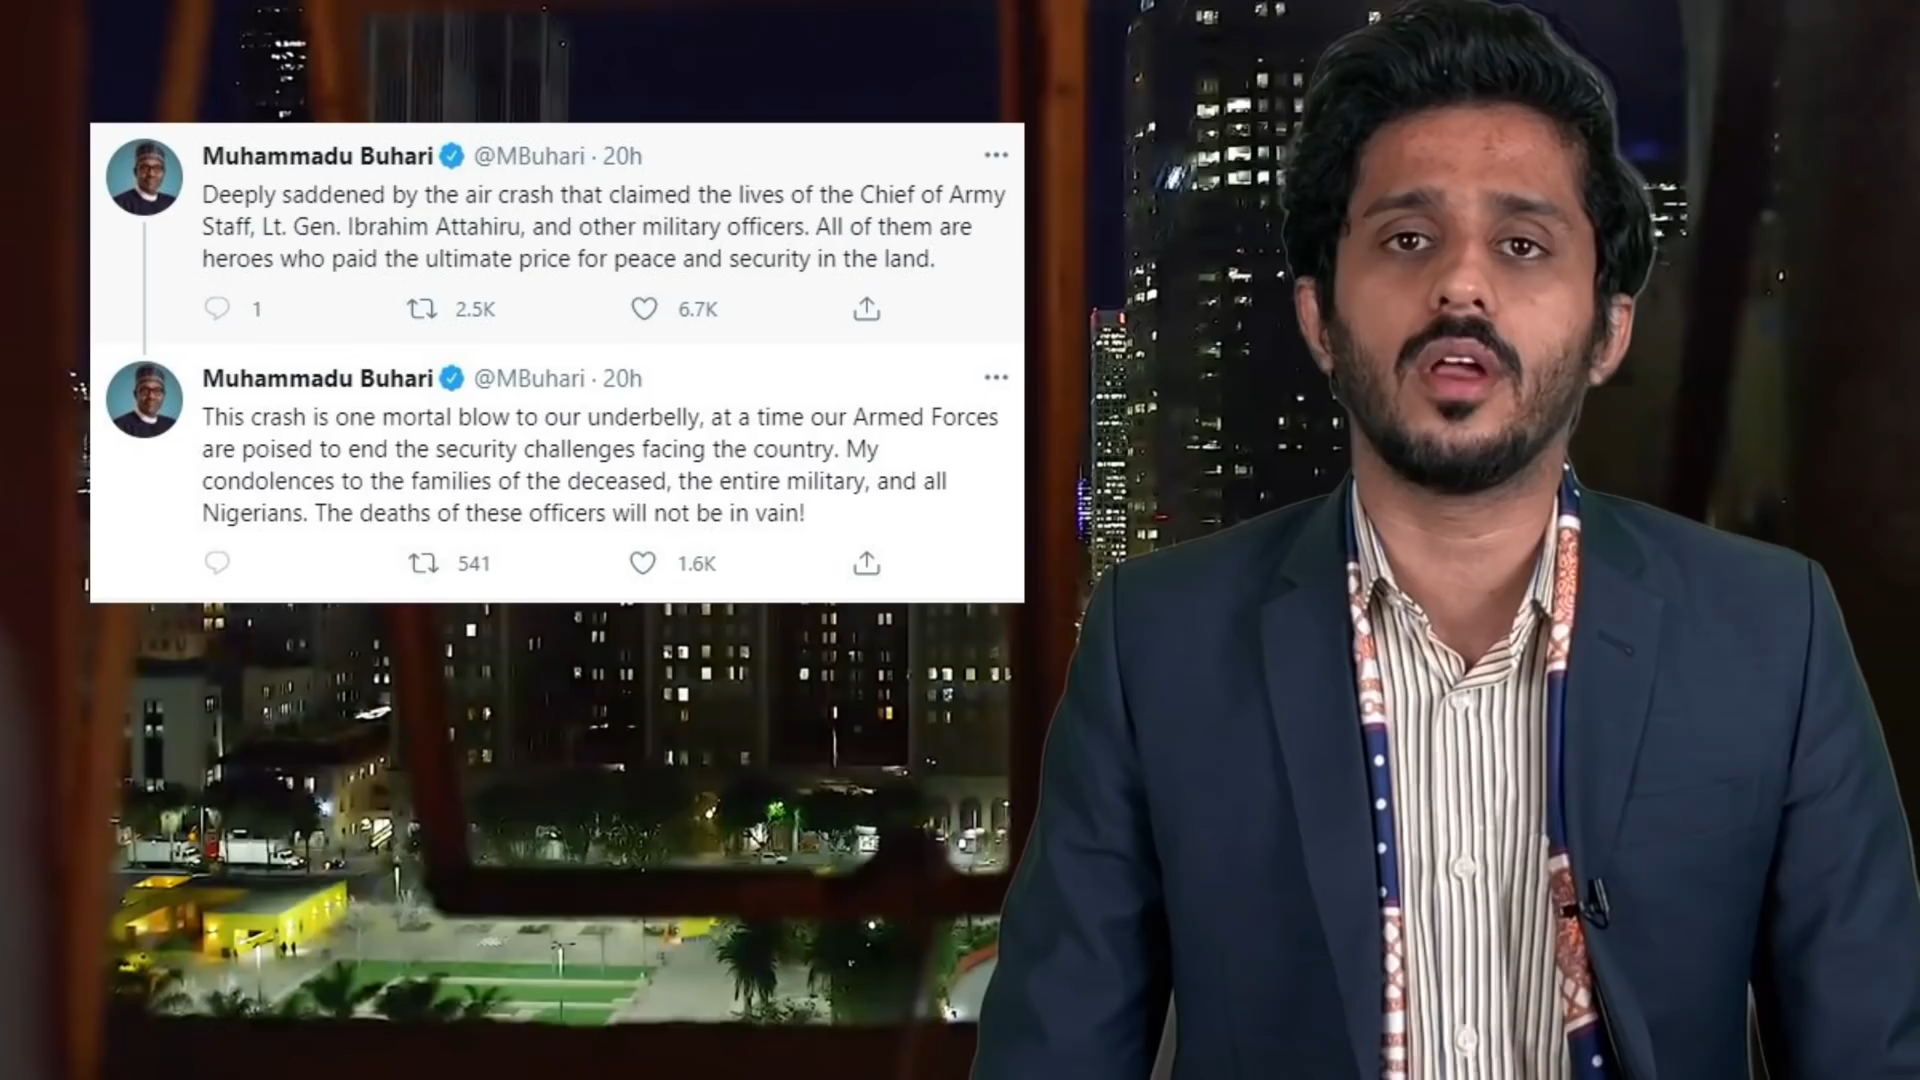 Muhammadu Buhari @MBuhari · 20h
Deeply saddened by the air crash that claimed the lives of the Chief of Army
Staff, Lt. Gen. Ibrahim Attahiru, and other military officers. All of them are
heroes who paid the ultimate price for peace and security in the land.
1 2.5K 6.7K
Muhammadu Buhari @MBuhari · 20h
This crash is one mortal blow to our underbelly, at a time our Armed Forces
are poised to end the security challenges facing the country. My
condolences to the families of the deceased, the entire military, and all
Nigerians. The deaths of these officers will not be in vain!
541 1.6K